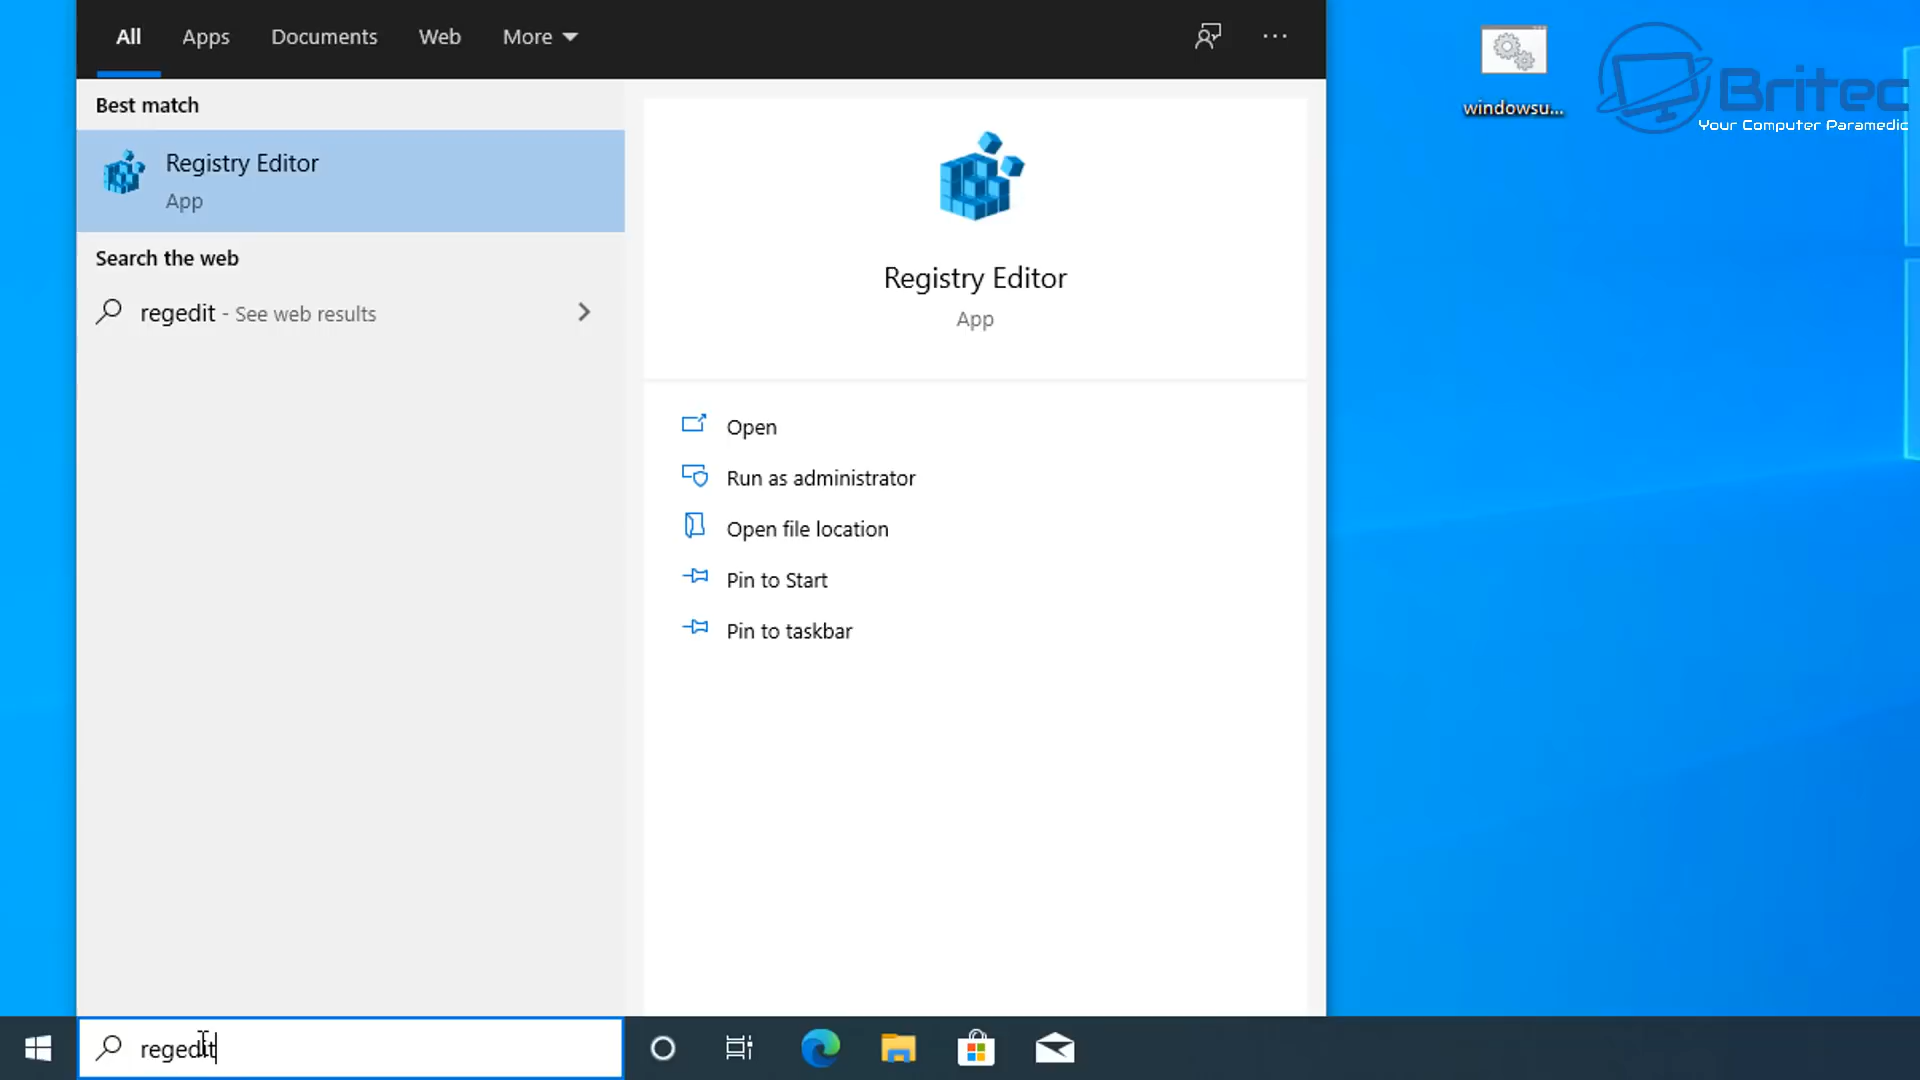 All Apps Documents Web More
Best match
Registry Editor
App
Search the web
regedit - See web results
Registry Editor
App
Open
Run as administrator
Open file location
Pin to Start
Pin to taskbar
windowsu...
Britec
Your Computer Paramedic
regedit